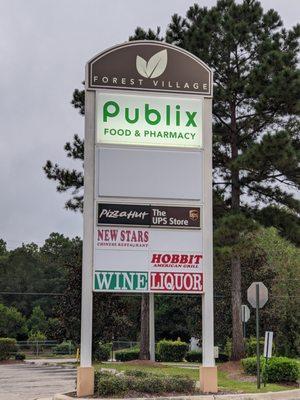 FOREST VILLAGE
Publix
FOOD & PHARMACY
Pizza Hut
The UPS Store
NEW STARS
CHINESE RESTAURANT
HOBBIT
AMERICAN GRILL
WINE LIQUOR